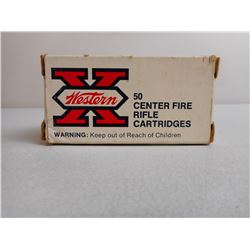 X
Western
50
CENTER FIRE
RIFLE
CARTRIDGES
WARNING: Keep out of Reach of Children